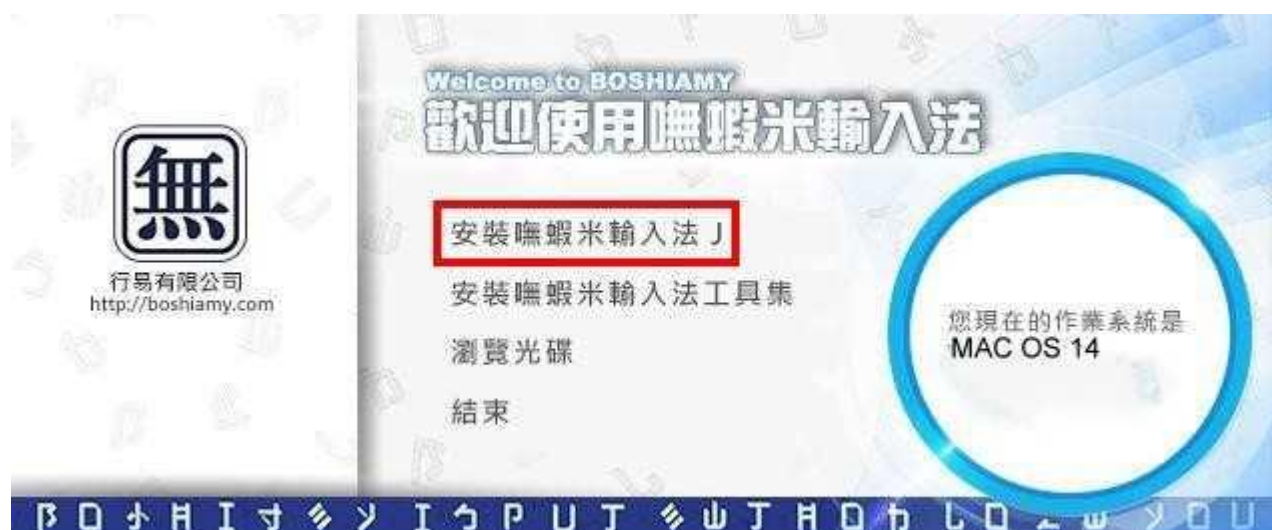 無
行易有限公司
http://boshiamy.com
Welcome to BOSHIAMY
歡迎使用嘸蝦米輸入法
安裝嘸蝦米輸入法 J
安裝嘸蝦米輸入法工具集
瀏覽光碟
結束
您現在的作業系統是
MAC OS 14